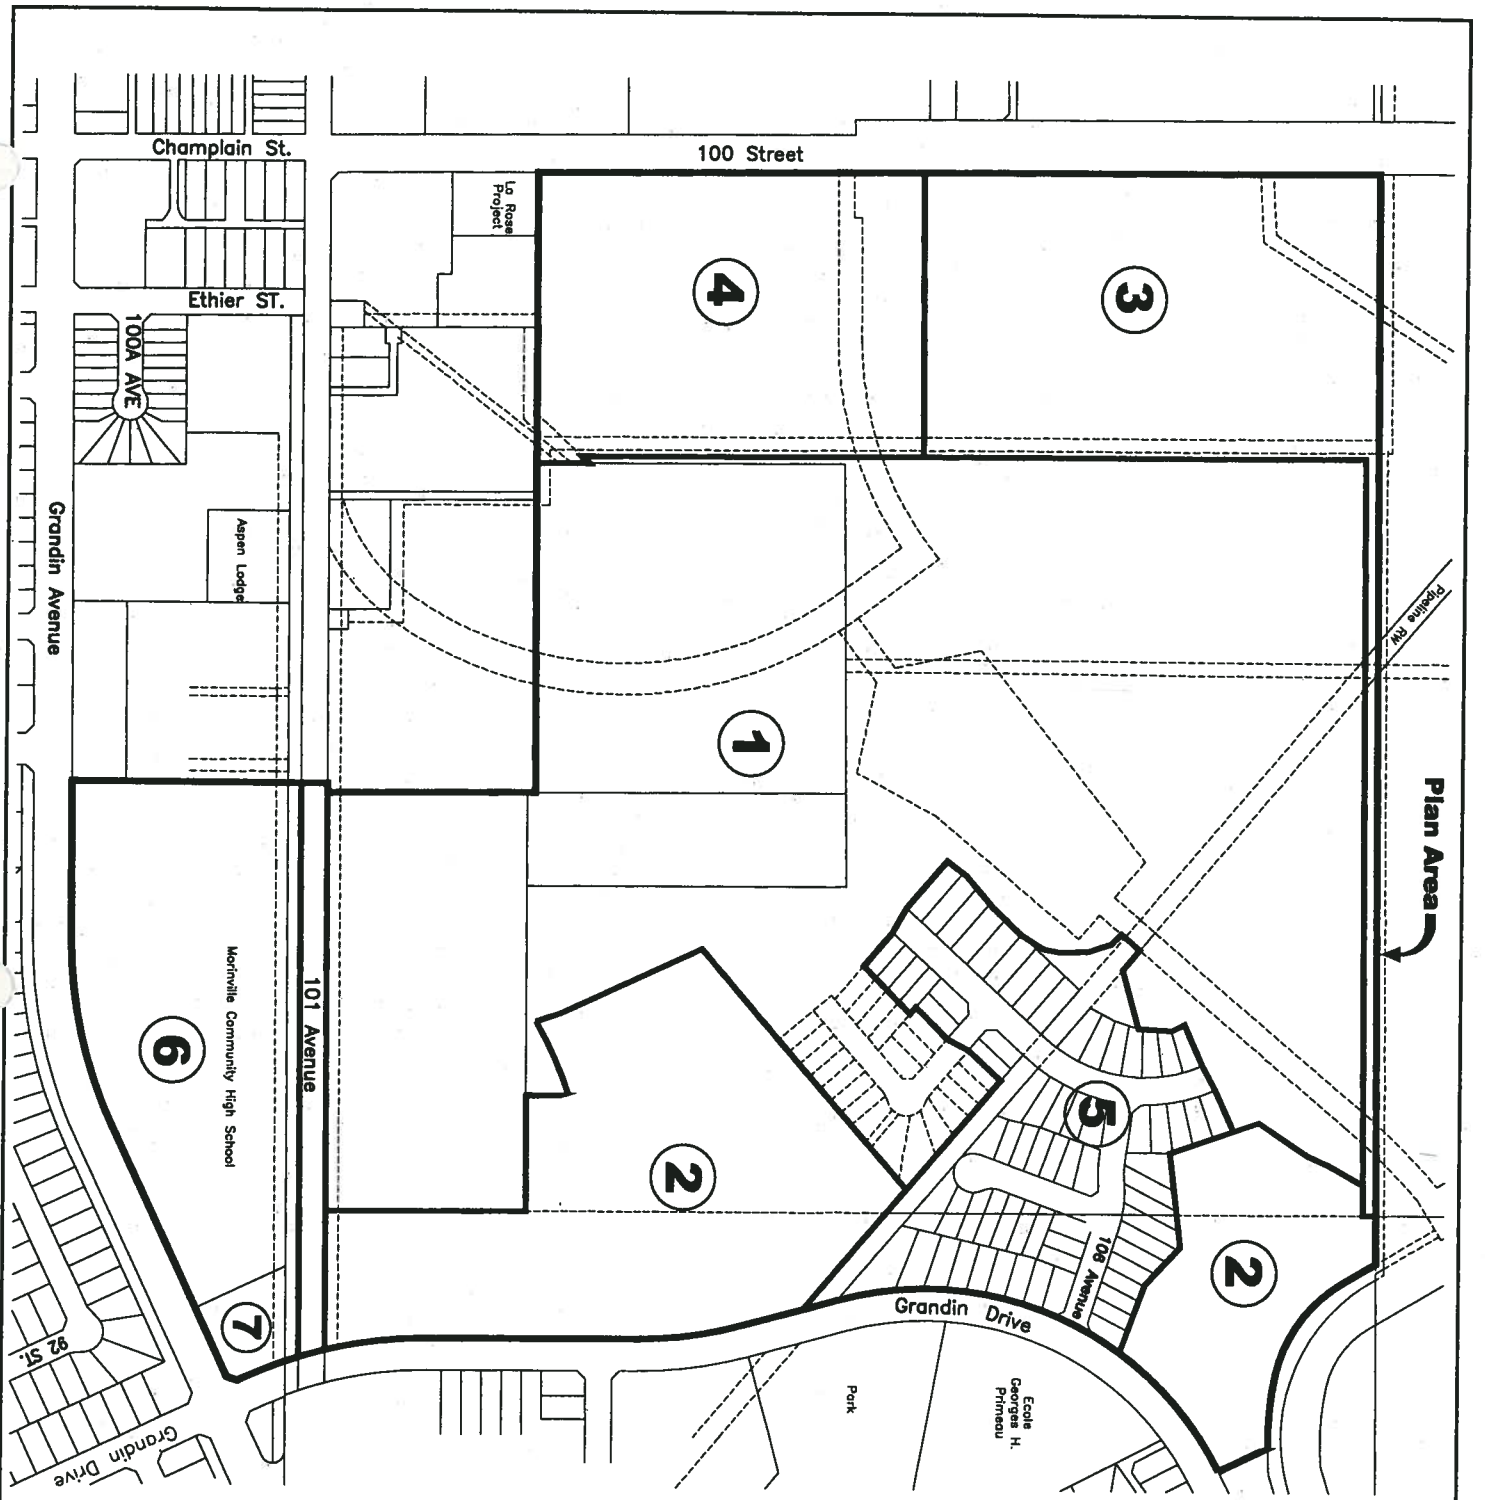 Champlain St.
100 Street
La Rose
Project
4
3
Ethier ST.
100A AVE
Grandin Avenue
Aspen Lodge
Pipeline RW
1
Plan Area
5
6
Morinville Community High School
101 Avenue
2
108 Avenue
2
Grandin Drive
7
92 ST.
Park
Ecole
Georges H.
Primeau
Grandin Drive